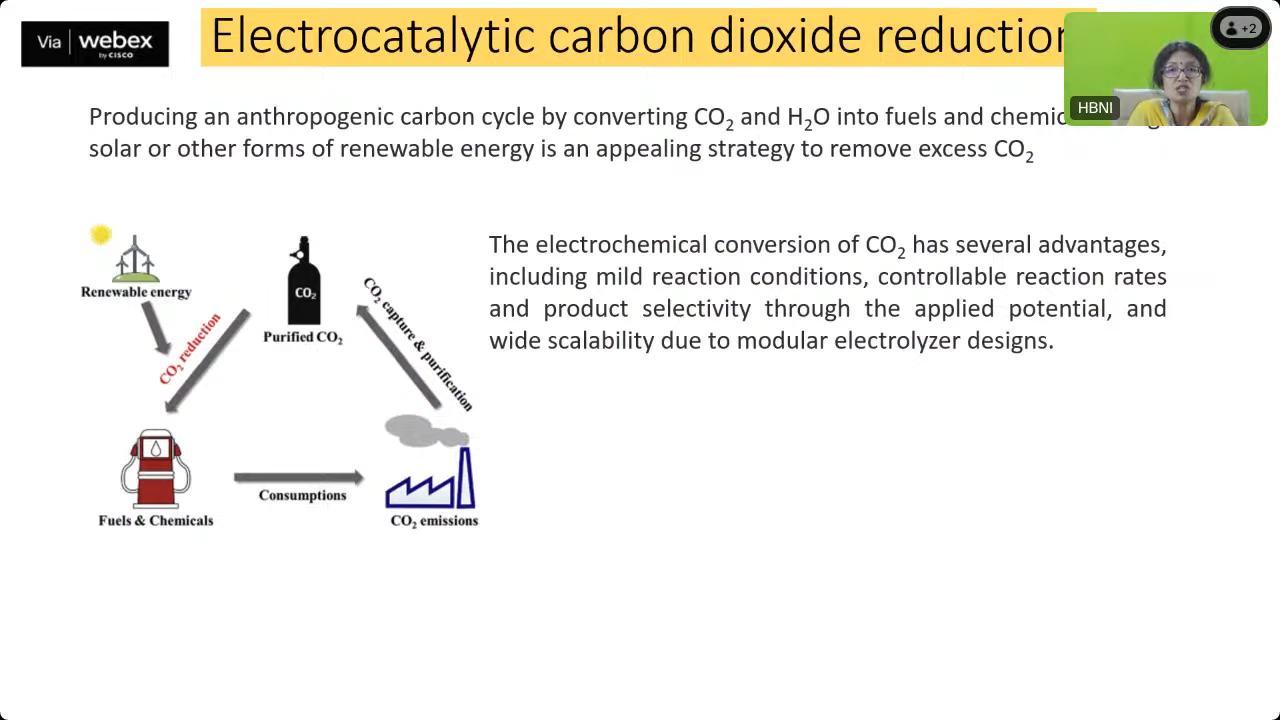 Via | webex
by CISCO
Electrocatalytic carbon dioxide reduction
+2
HBNI
Producing an anthropogenic carbon cycle by converting CO₂ and H₂O into fuels and
solar or other forms of renewable energy is an appealing strategy to remove excess CO₂
The electrochemical conversion of CO₂ has several advantages,
including mild reaction conditions, controllable reaction rates
and product selectivity through the applied potential, and
wide scalability due to modular electrolyzer designs.
Renewable energy
CO₂
Purified CO₂
CO₂ capture & purification
CO₂ reduction
Consumptions
Fuels & Chemicals
CO₂ emissions